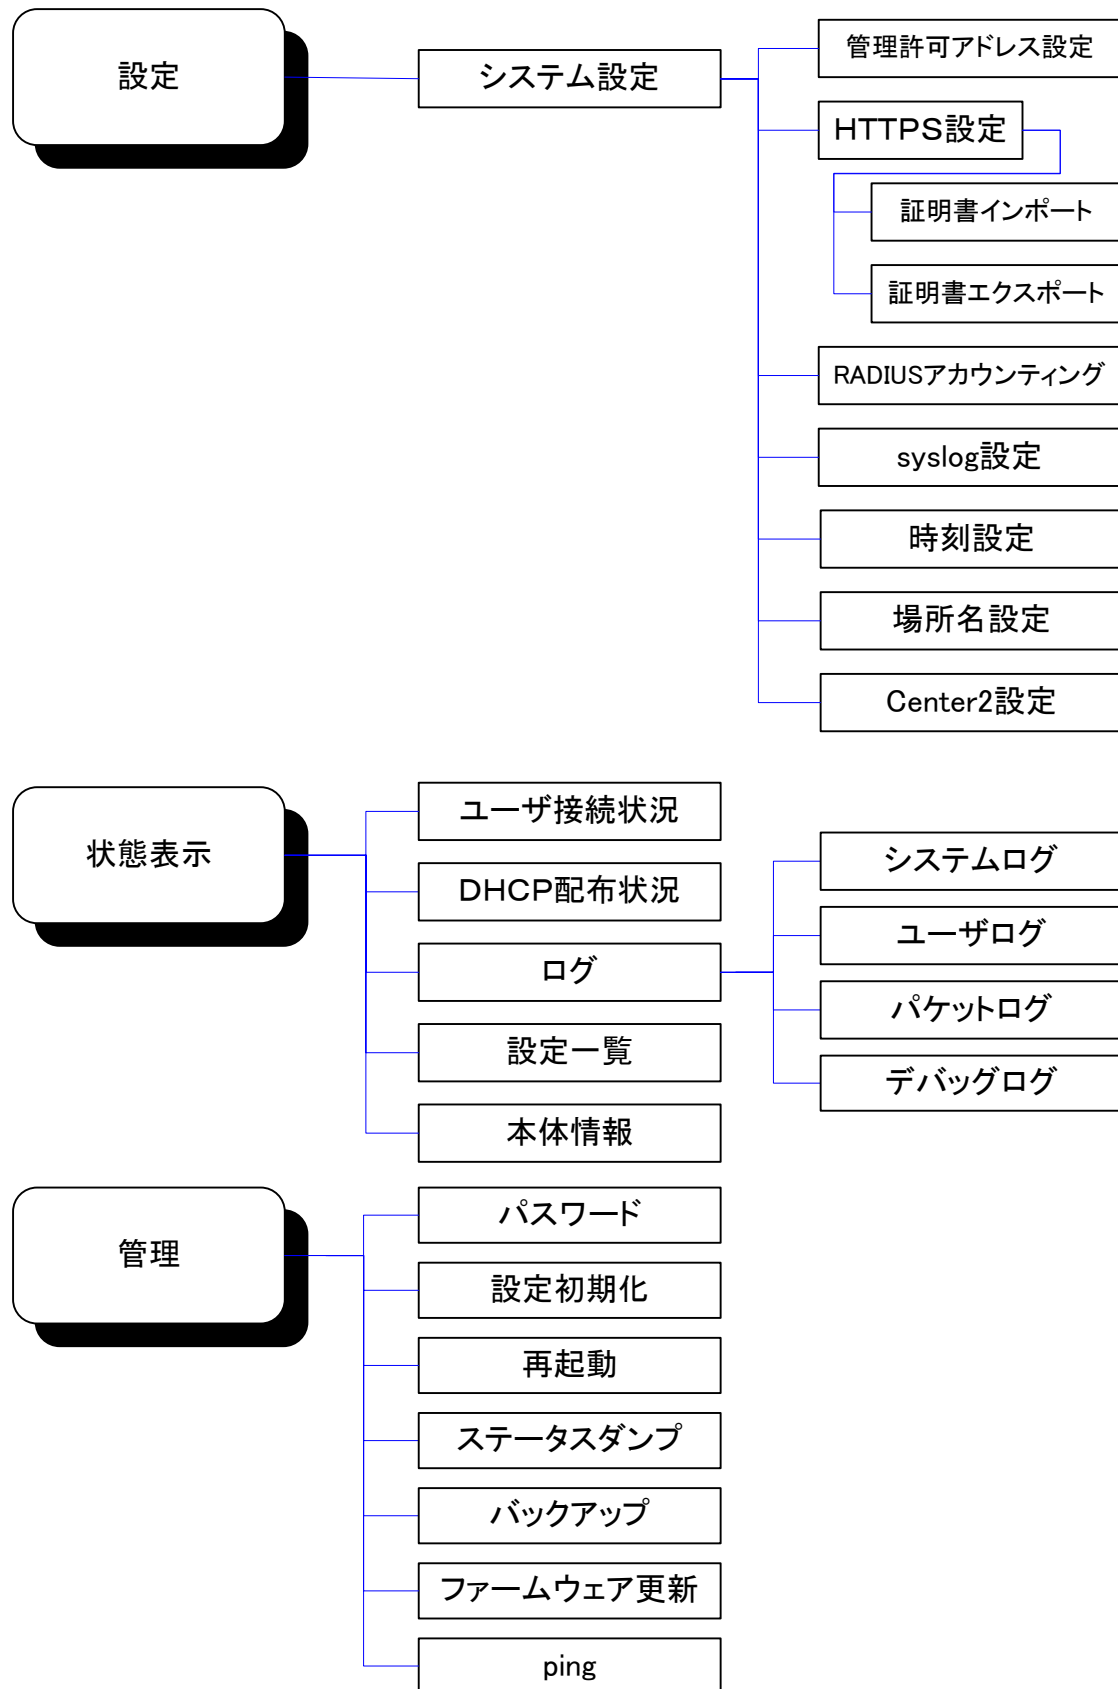 設定
システム設定
管理許可アドレス設定
HTTPS設定
証明書インポート
証明書エクスポート
RADIUSアカウンティング
syslog設定
時刻設定
場所名設定
Center2設定
状態表示
ユーザ接続状況
DHCP配布状況
ログ
システムログ
ユーザログ
パケットログ
デバッグログ
設定一覧
本体情報
管理
パスワード
設定初期化
再起動
ステータスダンプ
バックアップ
ファームウェア更新
ping